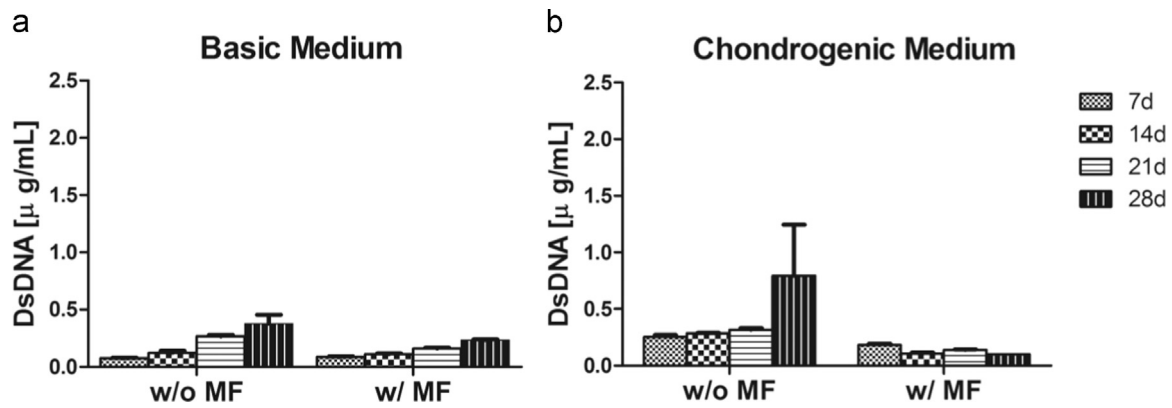 a
Basic Medium
DsDNA [μ g/mL]
2.5
2.0
1.5
1.0
0.5
0.0
w/o MF
w/ MF
b
Chondrogenic Medium
DsDNA [μ g/mL]
2.5
2.0
1.5
1.0
0.5
0.0
w/o MF
w/ MF
7d
14d
21d
28d